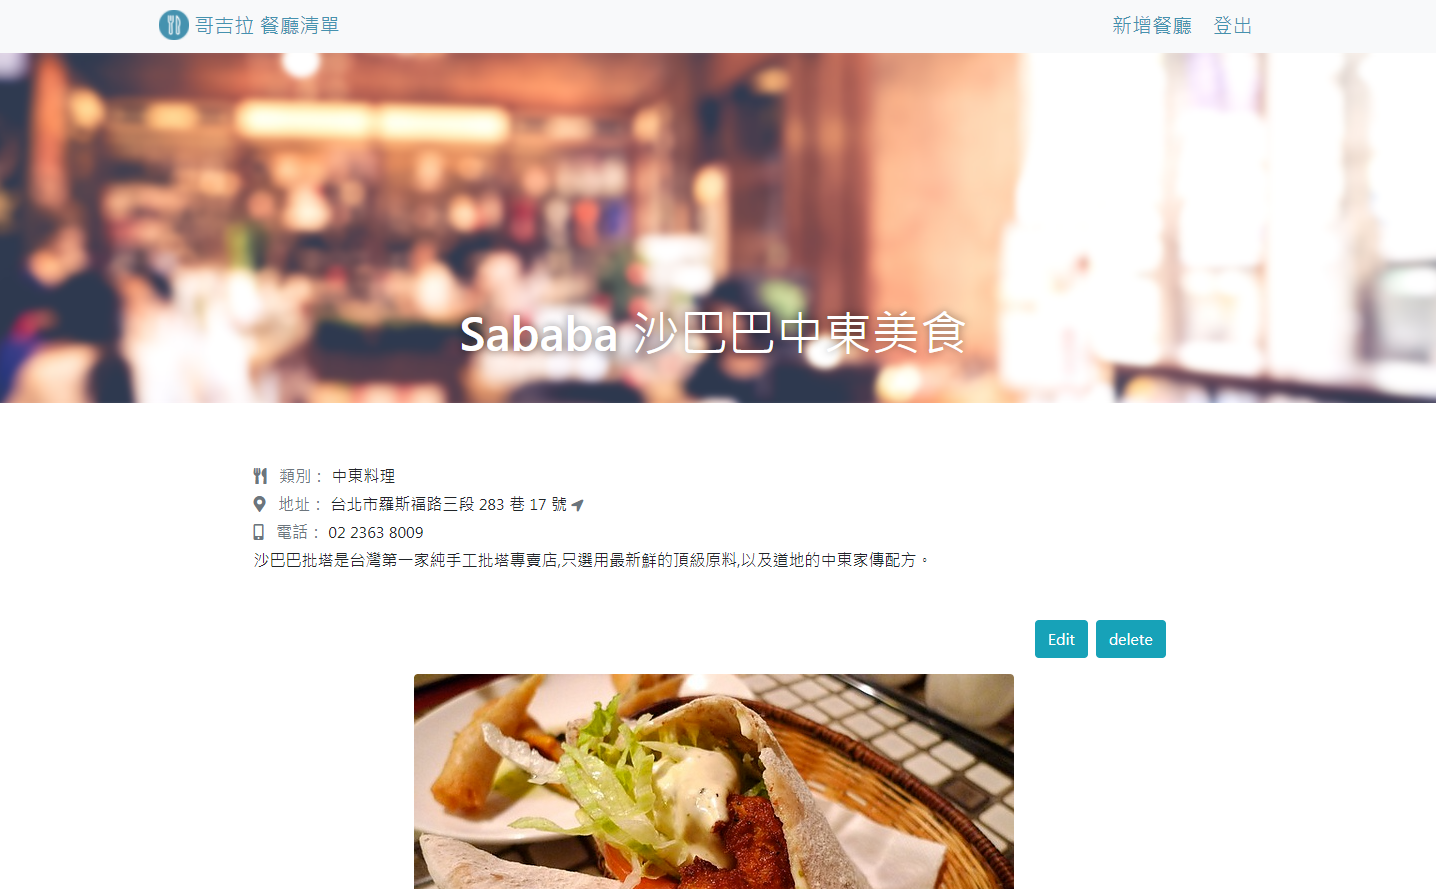 哥吉拉 餐廳清單
新增餐廳 登出
Sababa 沙巴巴中東美食
類別： 中東料理
地址： 台北市羅斯福路三段 283 巷 17 號
電話： 02 2363 8009
沙巴巴批塔是台灣第一家純手工批塔專賣店,只選用最新鮮的頂級原料,以及道地的中東家傳配方。
Edit delete